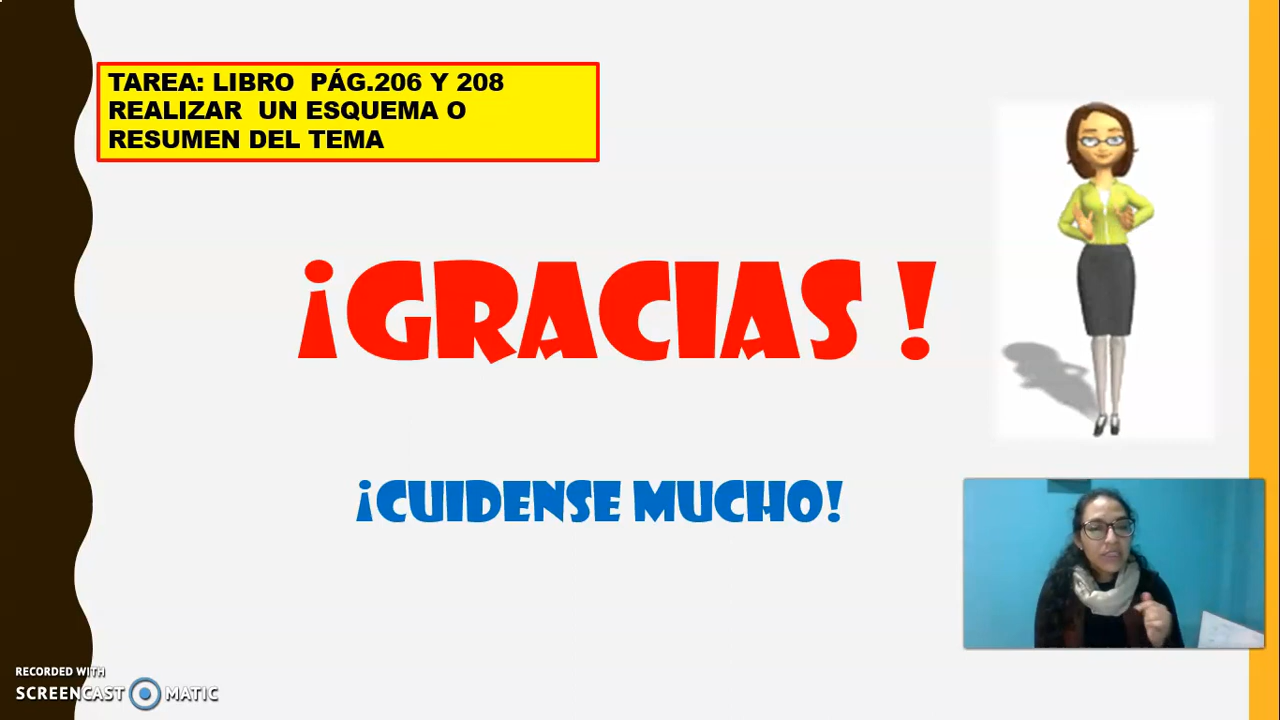 TAREA: LIBRO PÁG.206 Y 208
REALIZAR UN ESQUEMA O
RESUMEN DEL TEMA
¡GRACIAS !
¡CUIDENSE MUCHO!
RECORDED WITH
SCREENCAST MATIC